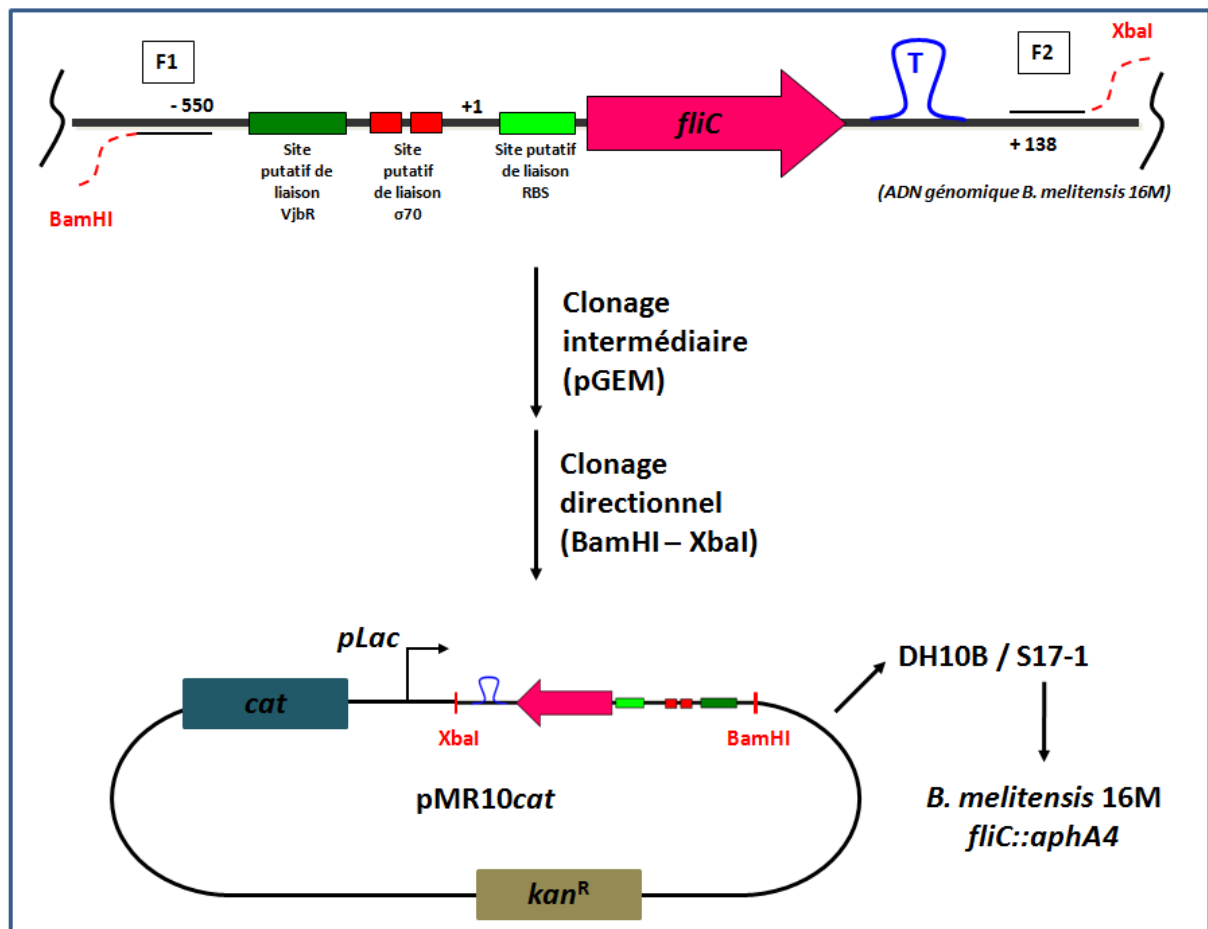 F1
F2
XbaI
- 550
+1
T
fliC
+ 138
BamHI
Site
putatif de
liaison
VjbR
Site
putatif
de liaison
σ70
Site putatif
de liaison
RBS
(ADN génomique B. melitensis 16M)
Clonage
intermédiaire
(pGEM)
Clonage
directionnel
(BamHI – XbaI)
pLac
cat
XbaI
BamHI
pMR10cat
kanR
DH10B / S17-1
B. melitensis 16M
fliC::aphA4